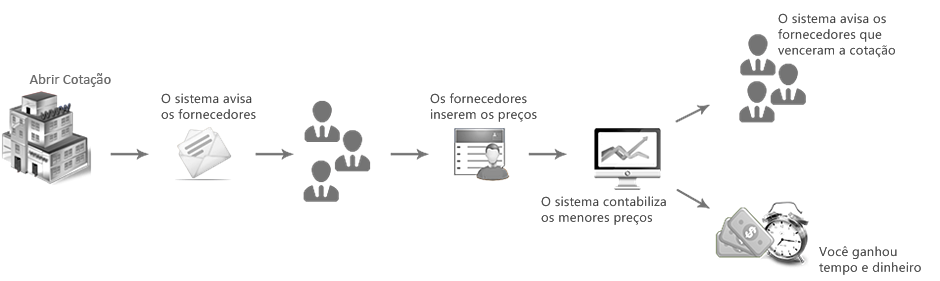 Abrir Cotação
O sistema avisa
os fornecedores
Os fornecedores
inserem os preços
O sistema contabiliza
os menores preços
O sistema avisa os
fornecedores que
venceram a cotação
Você ganhou
tempo e dinheiro